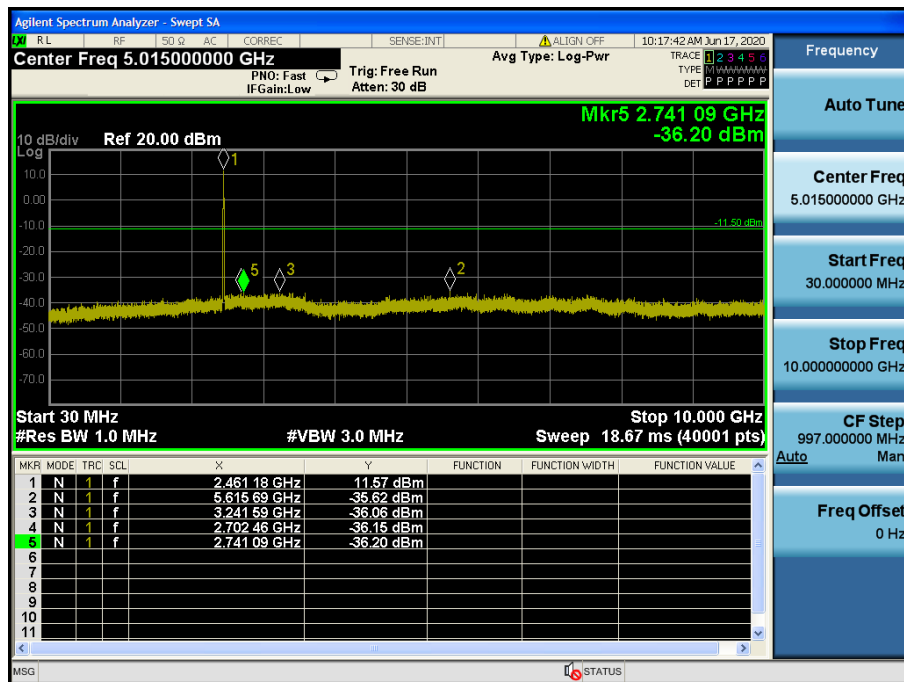 Agilent Spectrum Analyzer - Swept SA
LXI RL RF 50 Ω AC CORREC SENSE:INT ALIGN OFF 10:17:42 AM Jun 17, 2020
Center Freq 5.015000000 GHz
PNO: Fast
IFGain:Low
Trig: Free Run
Atten: 30 dB
Avg Type: Log-Pwr
TRACE 1 2 3 4 5 6
TYPE M WWWWW
DET P P P P P P
Mkr5 2.741 09 GHz
-36.20 dBm
10 dB/div
Log
Ref 20.00 dBm
1
10.0
0.00
-10.0
-11.50 dBm
-20.0
-30.0
5
3
2
-40.0
-50.0
-60.0
-70.0
Start 30 MHz
Stop 10.000 GHz
#Res BW 1.0 MHz
#VBW 3.0 MHz
Sweep 18.67 ms (40001 pts)
MKR MODE TRC SCL X Y FUNCTION FUNCTION WIDTH FUNCTION VALUE
1 N 1 f 2.461 18 GHz 11.57 dBm
2 N 1 f 5.615 69 GHz -35.62 dBm
3 N 1 f 3.241 59 GHz -36.06 dBm
4 N 1 f 2.702 46 GHz -36.15 dBm
5 N 1 f 2.741 09 GHz -36.20 dBm
6
7
8
9
10
11
MSG
STATUS
Frequency
Auto Tune
Center Freq
5.015000000 GHz
Start Freq
30.000000 MHz
Stop Freq
10.000000000 GHz
CF Step
997.000000 MHz
Auto Man
Freq Offset
0 Hz